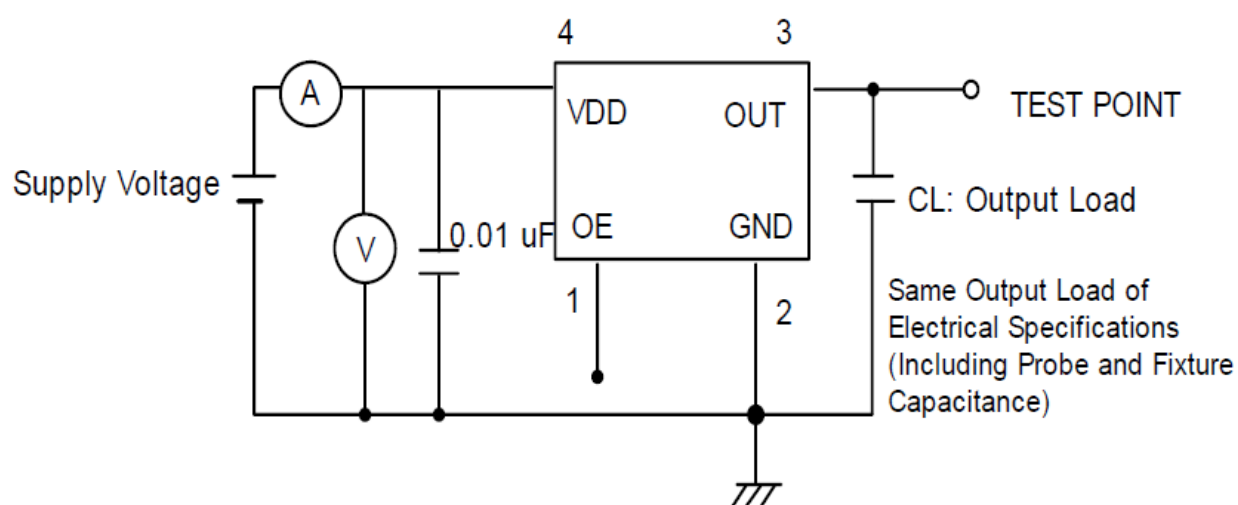 4
3
A
VDD
OUT
TEST POINT
Supply Voltage
CL: Output Load
V
0.01 uF
OE
GND
1
2
Same Output Load of
Electrical Specifications
(Including Probe and Fixture
Capacitance)